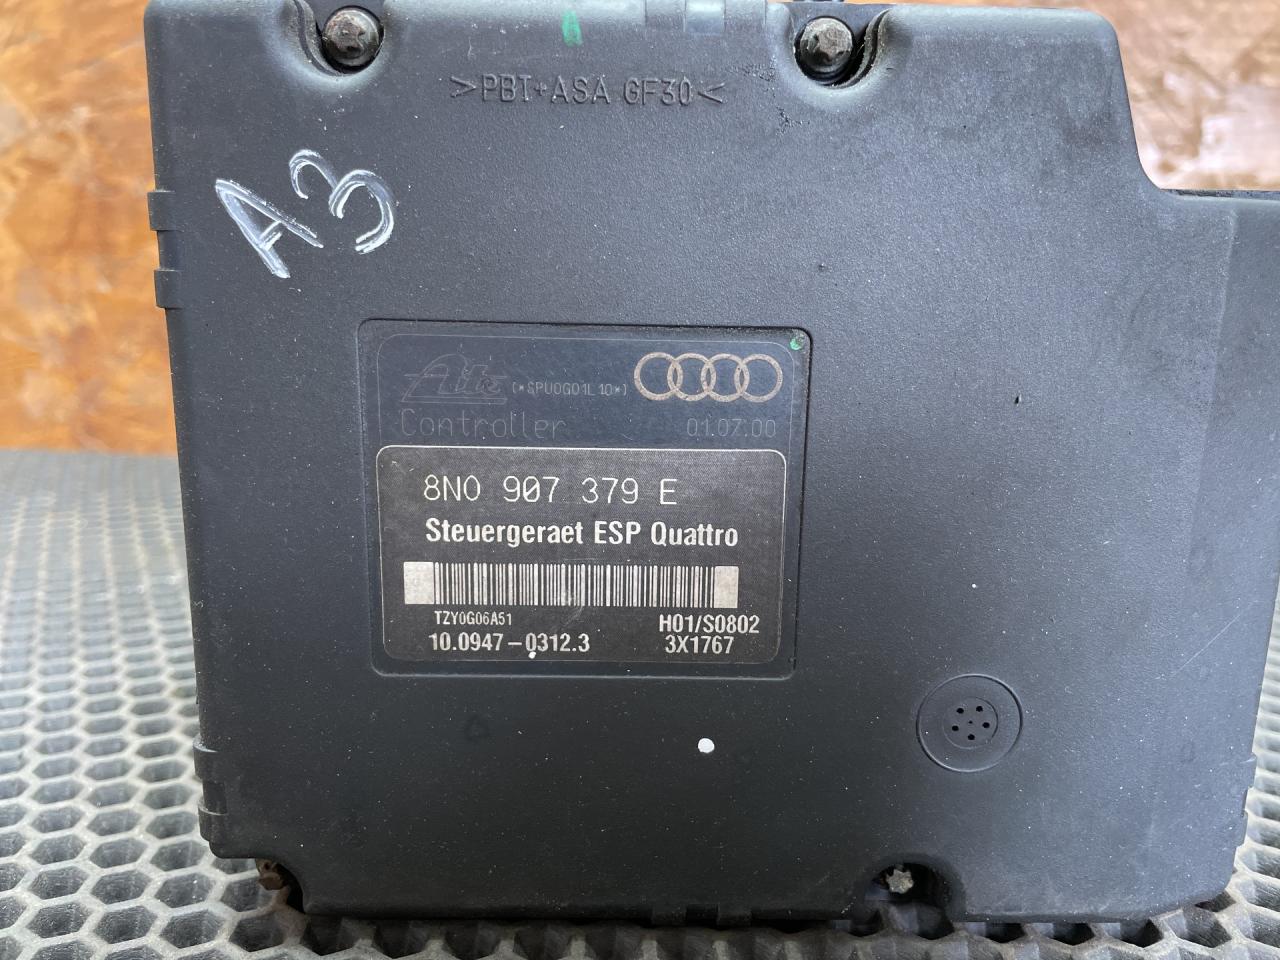 >PBT+ASA GF30<
A3
Ate (*SPU0G01L10*)
Controller 01.07.00
8N0 907 379 E
Steuergeraet ESP Quattro
TZY0G06A51 H01/S0802
10.0947-0312.3 3X1767